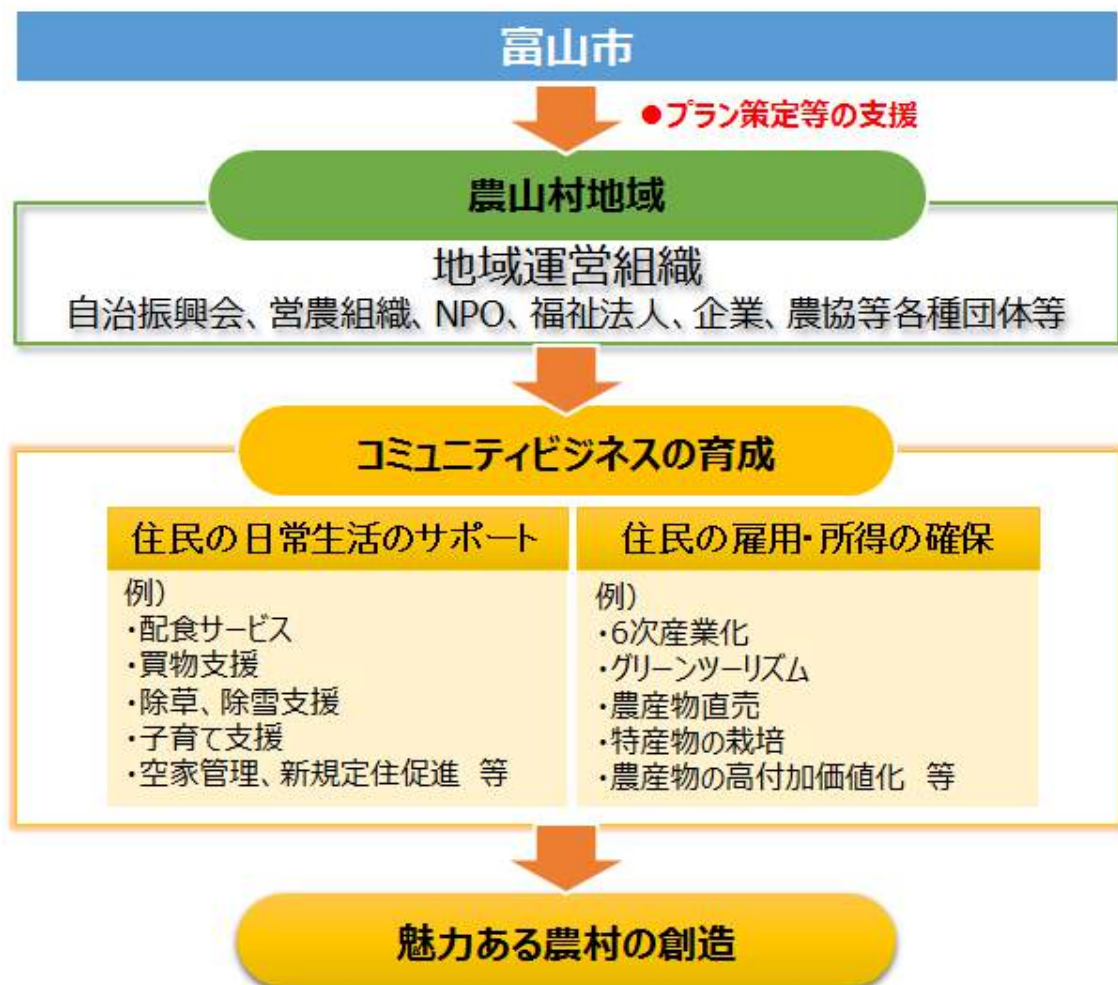 富山市
●プラン策定等の支援
農山村地域
地域運営組織
自治振興会、営農組織、NPO、福祉法人、企業、農協等各種団体等
コミュニティビジネスの育成
住民の日常生活のサポート
例）
・配食サービス
・買物支援
・除草、除雪支援
・子育て支援
・空家管理、新規定住促進　等
住民の雇用・所得の確保
例）
・6次産業化
・グリーンツーリズム
・農産物直売
・特産物の栽培
・農産物の高付加価値化　等
魅力ある農村の創造